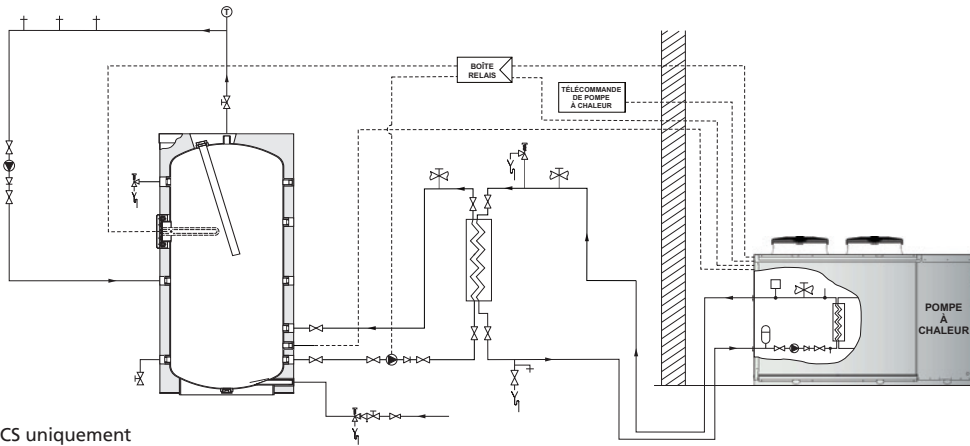 T
BOÎTE
RELAIS
TÉLÉCOMMANDE
DE POMPE
À CHALEUR
POMPE
À
CHALEUR
CS uniquement